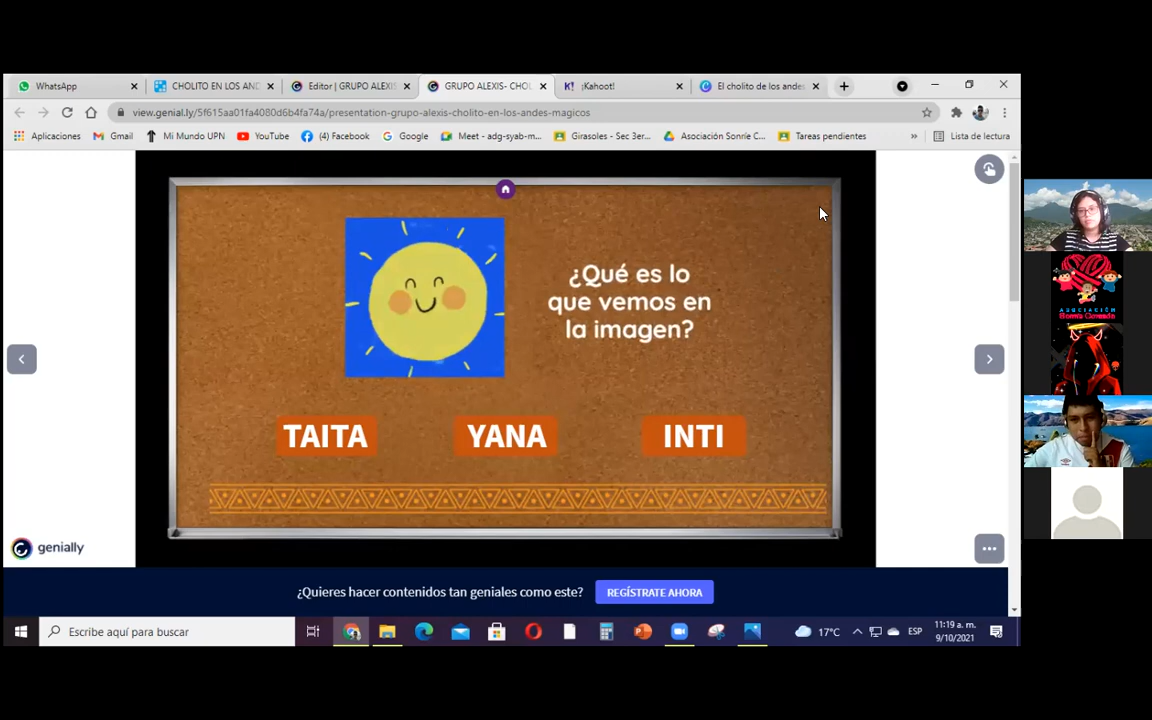 WhatsApp
CHOLITO EN LOS AND
Editor | GRUPO ALEXIS
GRUPO ALEXIS- CHOL
K! ¡Kahoot!
El cholito de los andes
view.genial.ly/5f615aa01fa4080d6b4fa74a/presentation-grupo-alexis-cholito-en-los-andes-magicos
Aplicaciones
Gmail
Mi Mundo UPN
YouTube
(4) Facebook
Google
Meet - adg-syab-m...
Girasoles - Sec 3er...
Asociación Sonríe C...
Tareas pendientes
»
Lista de lectura
¿Qué es lo
que vemos en
la imagen?
TAITA
YANA
INTI
genially
¿Quieres hacer contenidos tan geniales como este?
REGÍSTRATE AHORA
Escribe aquí para buscar
17°C
ESP
11:19 a. m.
9/10/2021